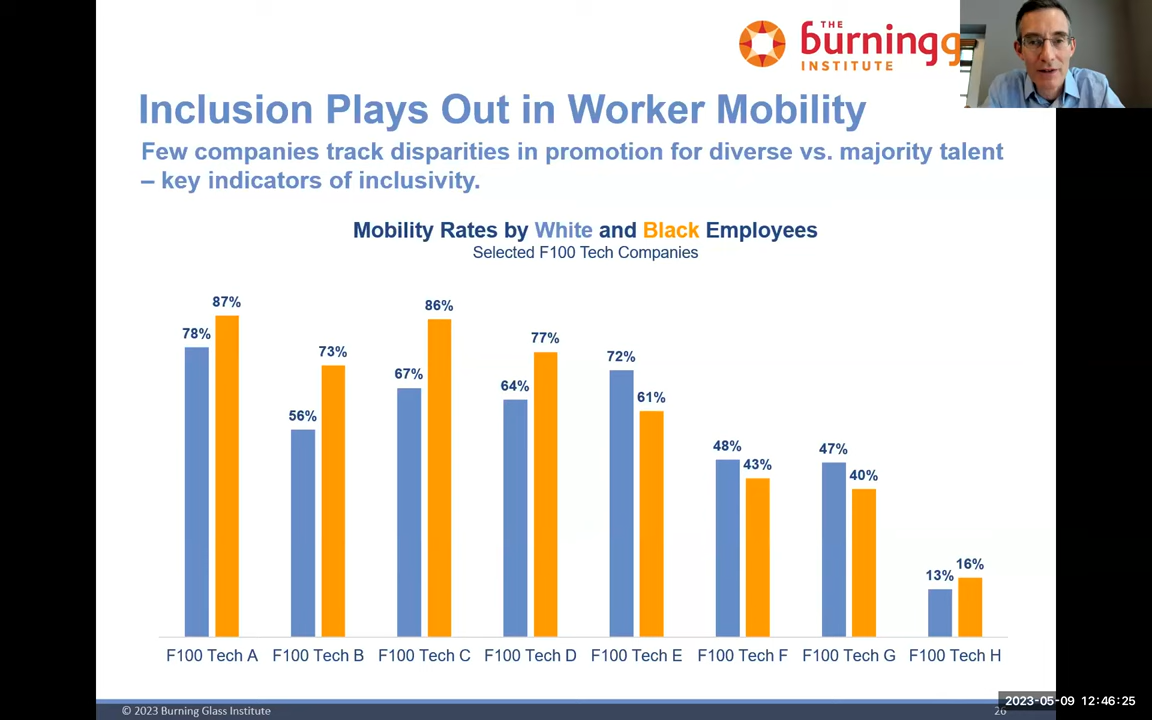 THE
burningg
INSTITUTE
Inclusion Plays Out in Worker Mobility
Few companies track disparities in promotion for diverse vs. majority talent
– key indicators of inclusivity.
Mobility Rates by White and Black Employees
Selected F100 Tech Companies
78% 87%
56% 73%
67% 86%
64% 77%
72% 61%
48% 43%
47% 40%
13% 16%
F100 Tech A F100 Tech B F100 Tech C F100 Tech D F100 Tech E F100 Tech F F100 Tech G F100 Tech H
© 2023 Burning Glass Institute
2023-05-09 12:46:25